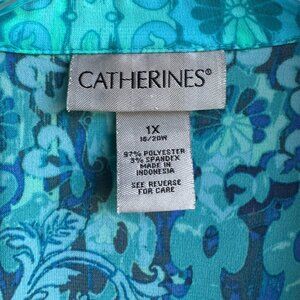 CATHERINES®
1X
18/20W
97% POLYESTER
3% SPANDEX
MADE IN
INDONESIA
SEE REVERSE
FOR CARE